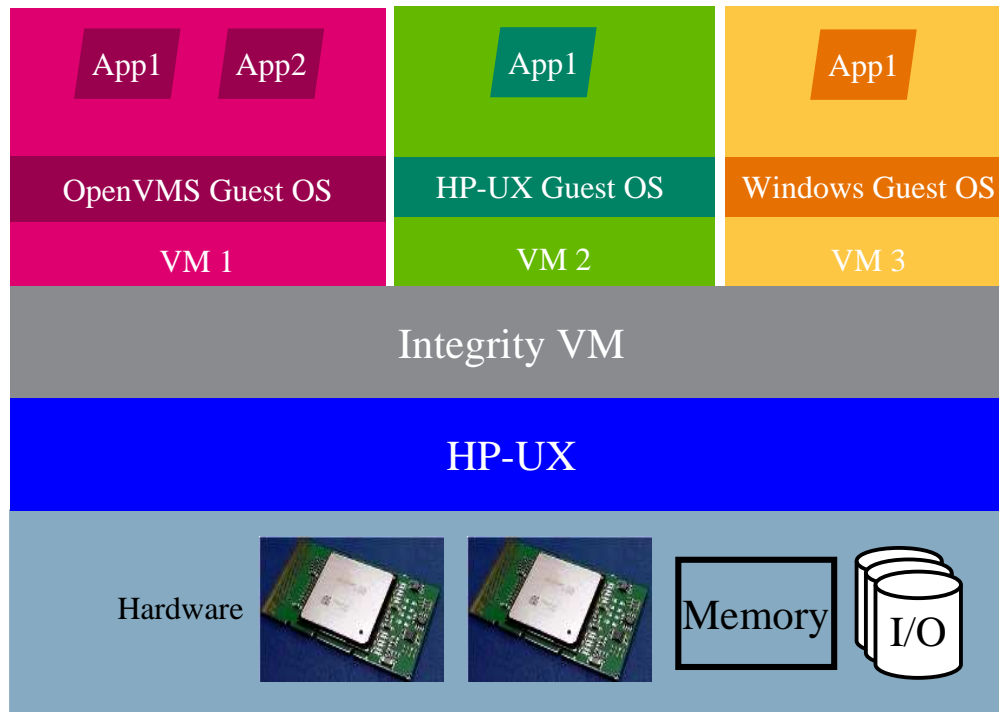 App1
App2
App1
App1
OpenVMS Guest OS
HP-UX Guest OS
Windows Guest OS
VM 1
VM 2
VM 3
Integrity VM
HP-UX
Hardware
Memory
I/O